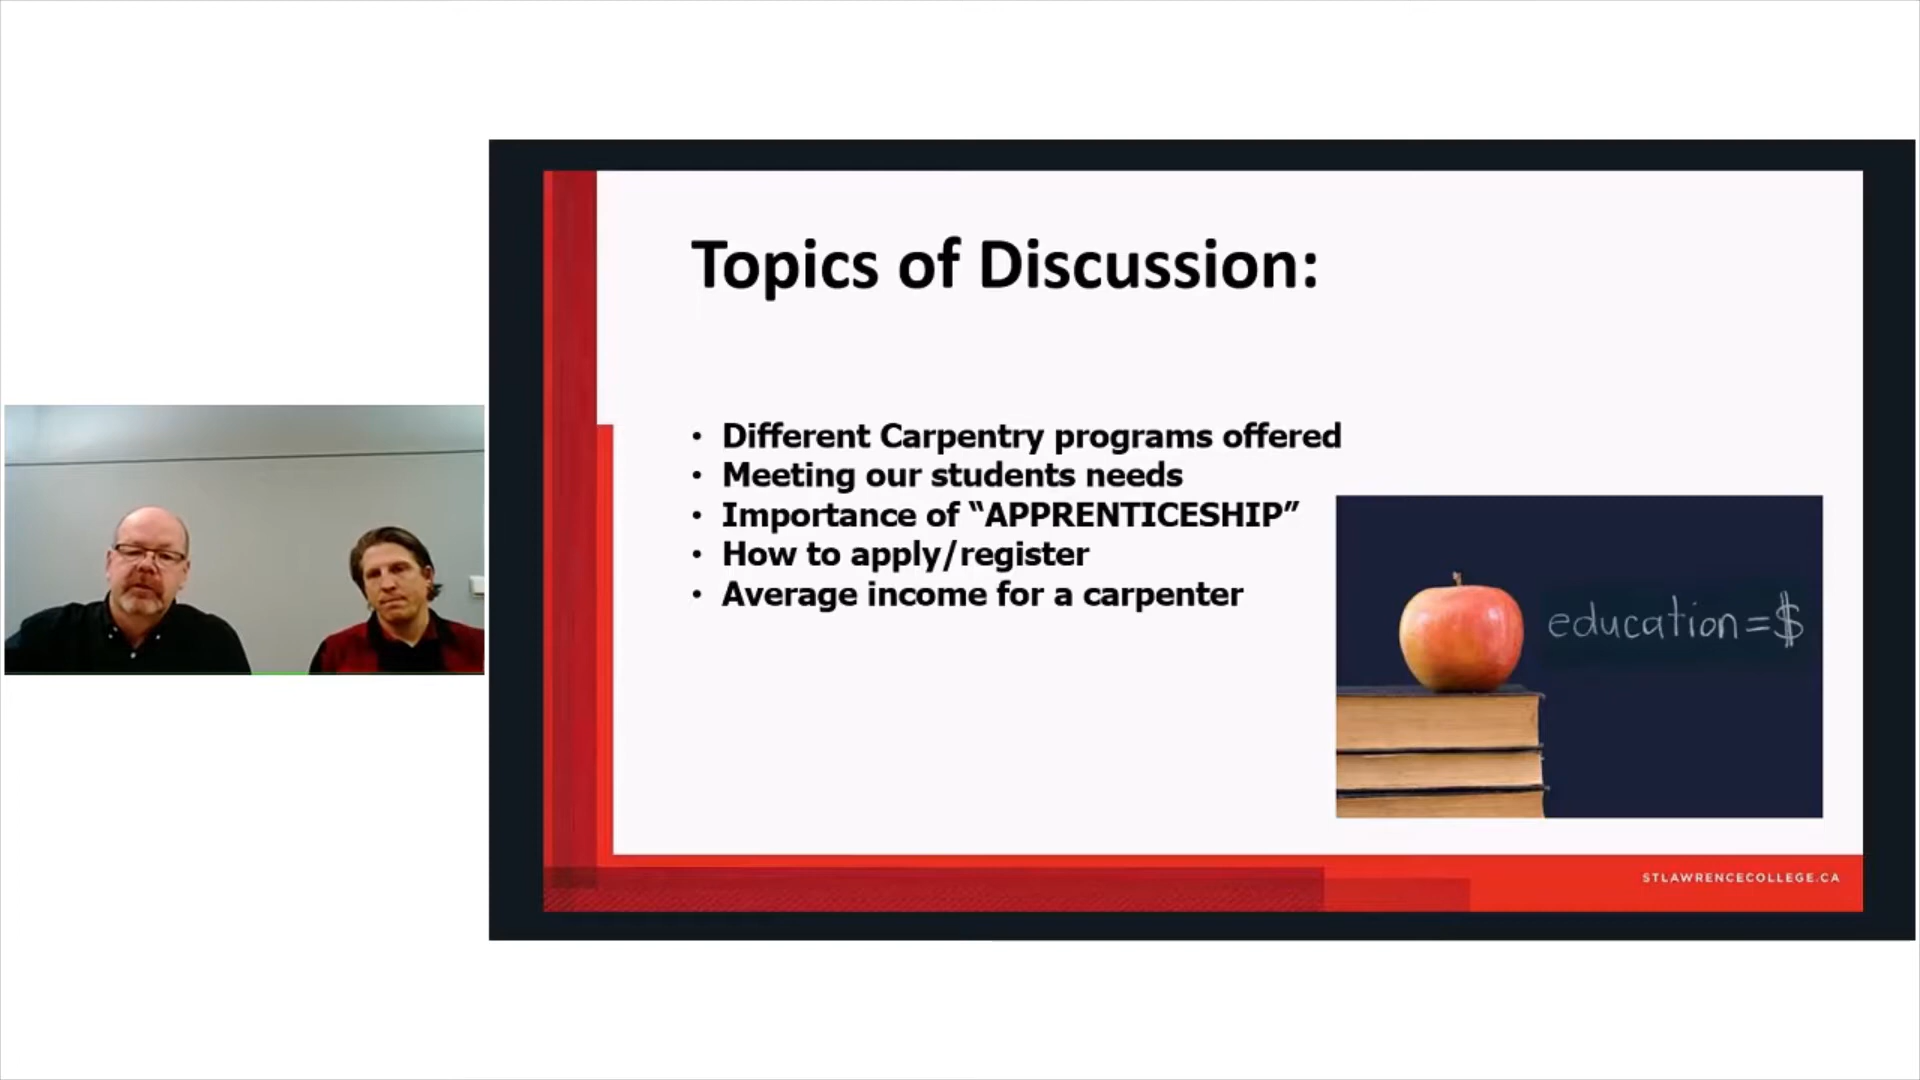 Topics of Discussion:
• Different Carpentry programs offered
• Meeting our students needs
• Importance of “APPRENTICESHIP”
• How to apply/register
• Average income for a carpenter
education=$
STLAWRENCECOLLEGE.CA